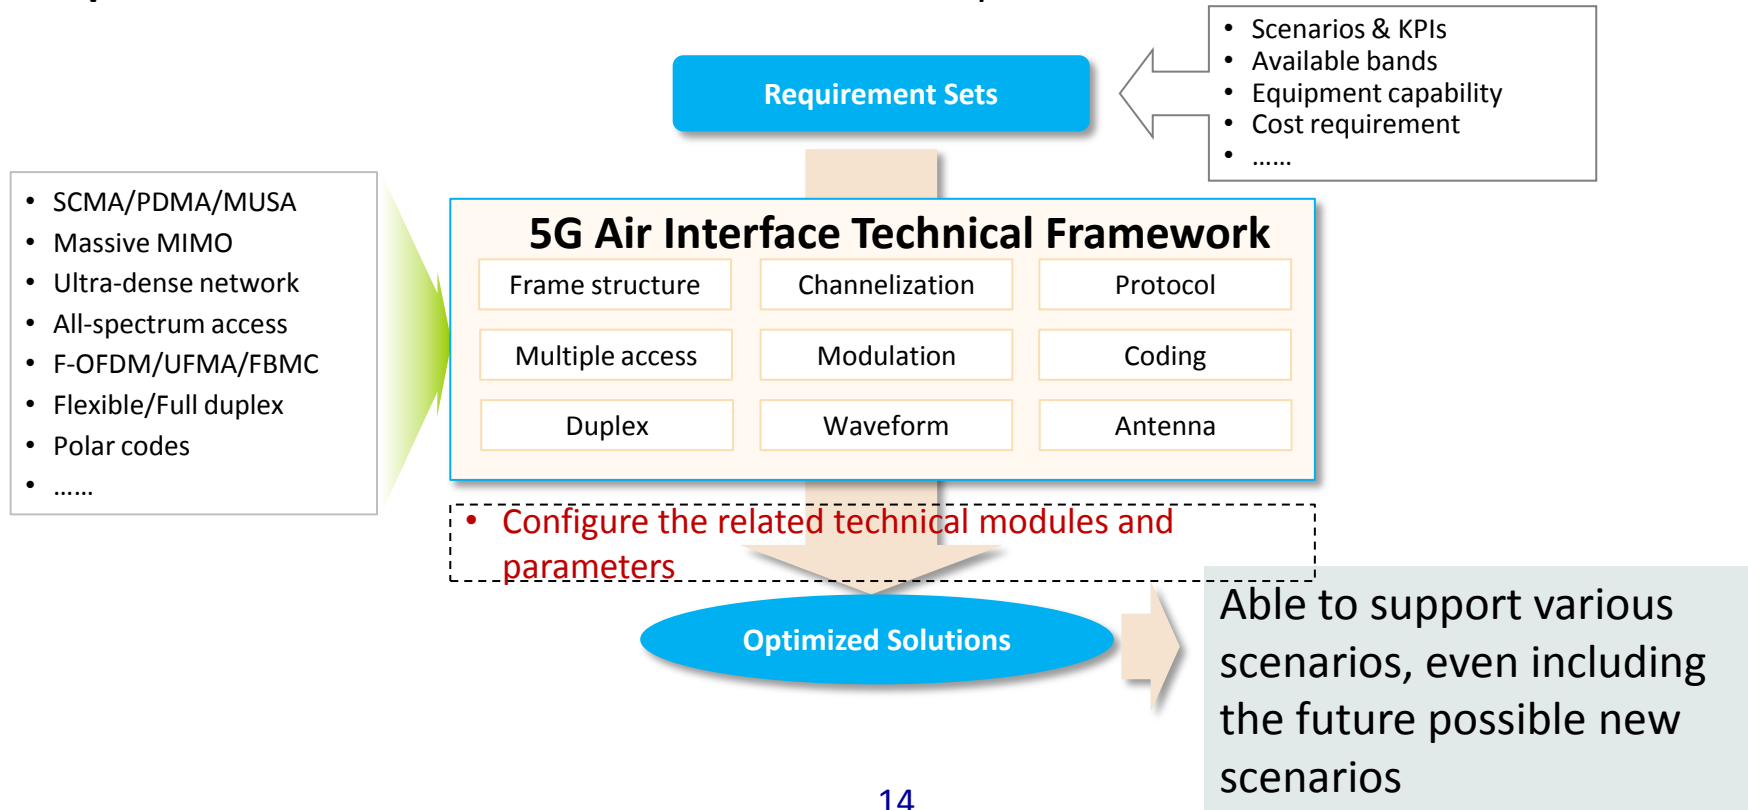 Requirement Sets
• Scenarios & KPIs
• Available bands
• Equipment capability
• Cost requirement
• ......
• SCMA/PDMA/MUSA
• Massive MIMO
• Ultra-dense network
• All-spectrum access
• F-OFDM/UFMA/FBMC
• Flexible/Full duplex
• Polar codes
• ......
5G Air Interface Technical Framework
Frame structure
Channelization
Protocol
Multiple access
Modulation
Coding
Duplex
Waveform
Antenna
• Configure the related technical modules and
parameters
Optimized Solutions
Able to support various
scenarios, even including
the future possible new
scenarios
14